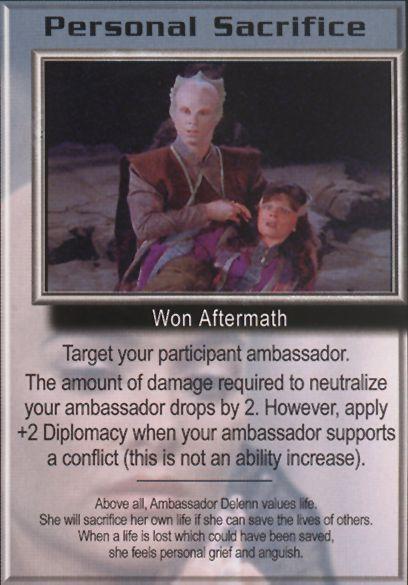 Personal Sacrifice
Won Aftermath
Target your participant ambassador.
The amount of damage required to neutralize
your ambassador drops by 2. However, apply
+2 Diplomacy when your ambassador supports
a conflict (this is not an ability increase).
Above all, Ambassador Delenn values life.
She will sacrifice her own life if she can save the lives of others.
When a life is lost which could have been saved,
she feels personal grief and anguish.